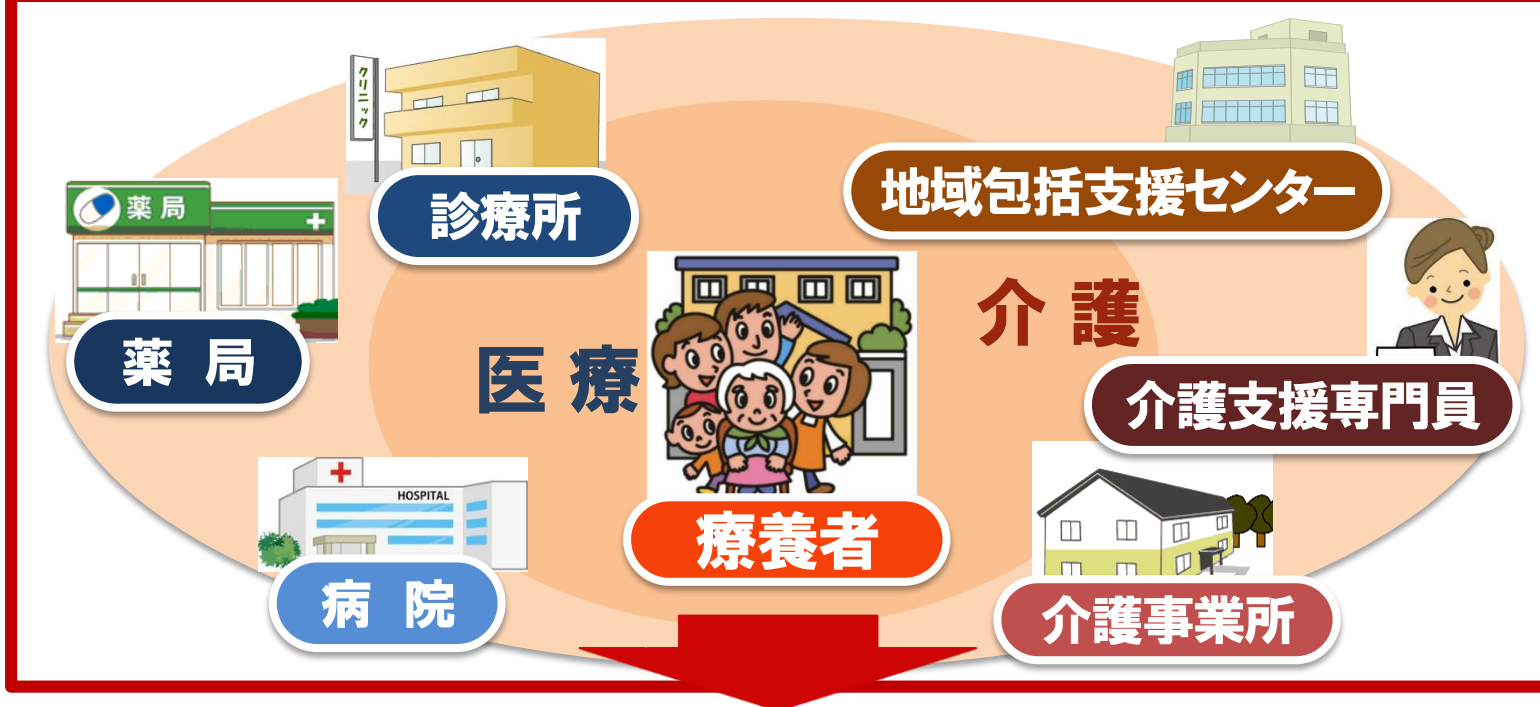 クリニック
診療所
地域包括支援センター
薬局
薬 局
介 護
医 療
介護支援専門員
HOSPITAL
療養者
病 院
介護事業所